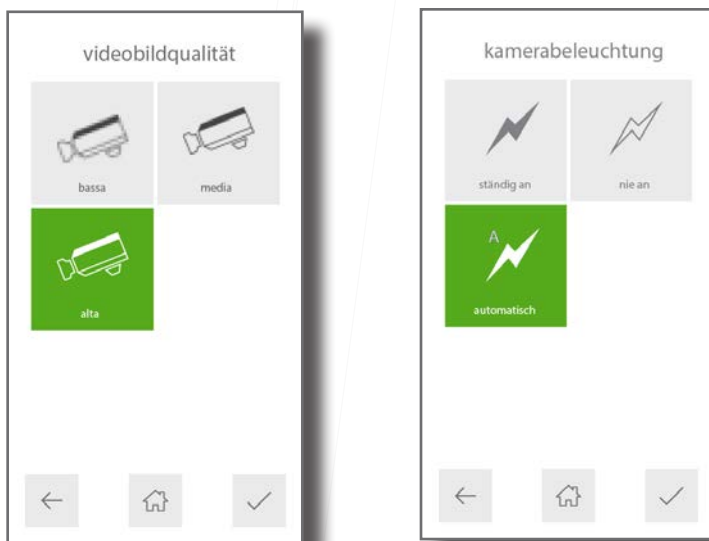 videobildqualität
bassa
media
alta
kamerabeleuchtung
ständig an
nie an
A
automatisch